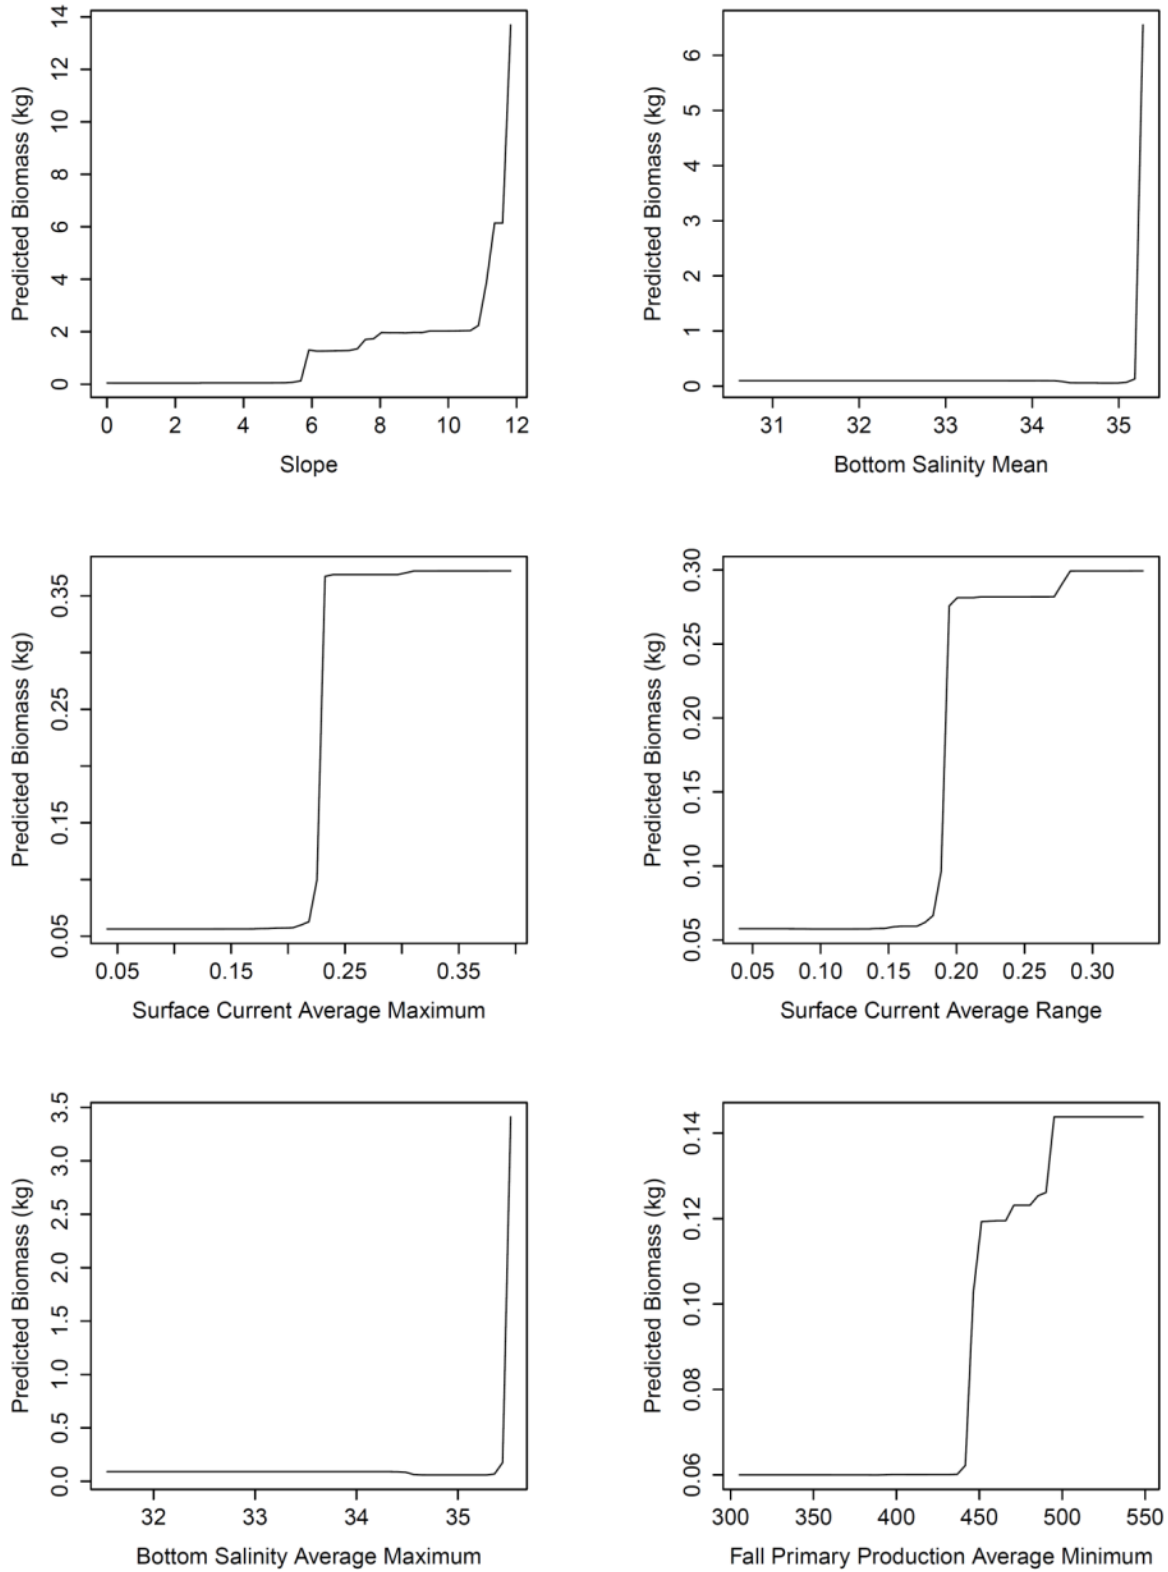 Predicted Biomass (kg)
0 2 4 6 8 10 12 14
0 2 4 6 8 10 12
Slope
Predicted Biomass (kg)
0 1 2 3 4 5 6
31 32 33 34 35
Bottom Salinity Mean
Predicted Biomass (kg)
0.05 0.15 0.25 0.35
0.05 0.15 0.25 0.35
Surface Current Average Maximum
Predicted Biomass (kg)
0.05 0.10 0.15 0.20 0.25 0.30
0.05 0.10 0.15 0.20 0.25 0.30
Surface Current Average Range
Predicted Biomass (kg)
0.0 0.5 1.0 1.5 2.0 2.5 3.0 3.5
32 33 34 35
Bottom Salinity Average Maximum
Predicted Biomass (kg)
0.06 0.08 0.10 0.12 0.14
300 350 400 450 500 550
Fall Primary Production Average Minimum